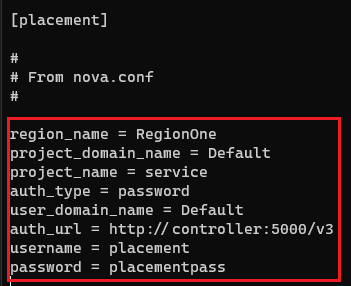 [placement]
#
# From nova.conf
#
region_name = RegionOne
project_domain_name = Default
project_name = service
auth_type = password
user_domain_name = Default
auth_url = http://controller:5000/v3
username = placement
password = placementpass